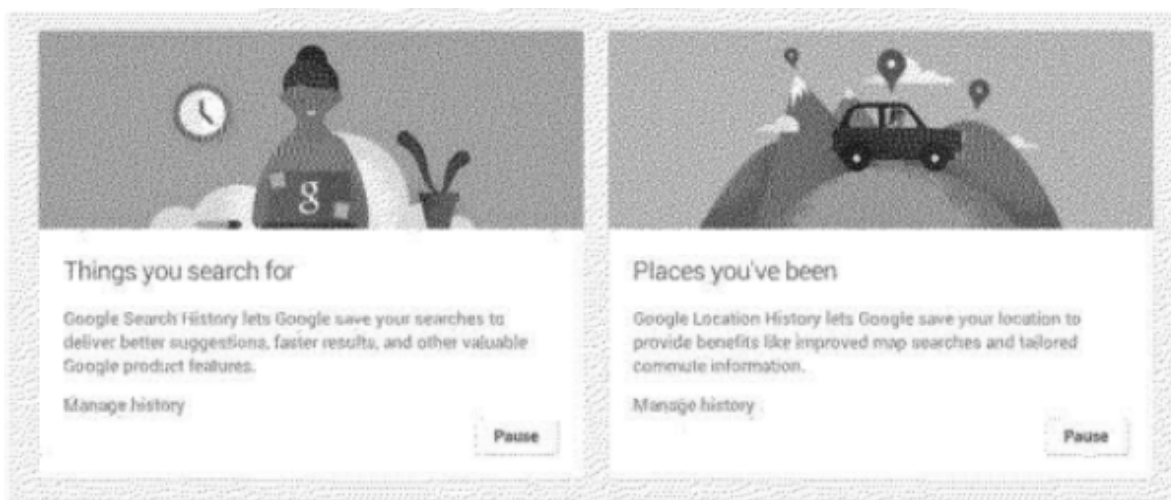 g
Things you search for
Google Search History lets Google save your searches to
deliver better suggestions, faster results, and other valuable
Google product features.
Manage history
Pause
Places you've been
Google Location History lets Google save your location to
provide benefits like improved map searches and tailored
commute information.
Manage history
Pause